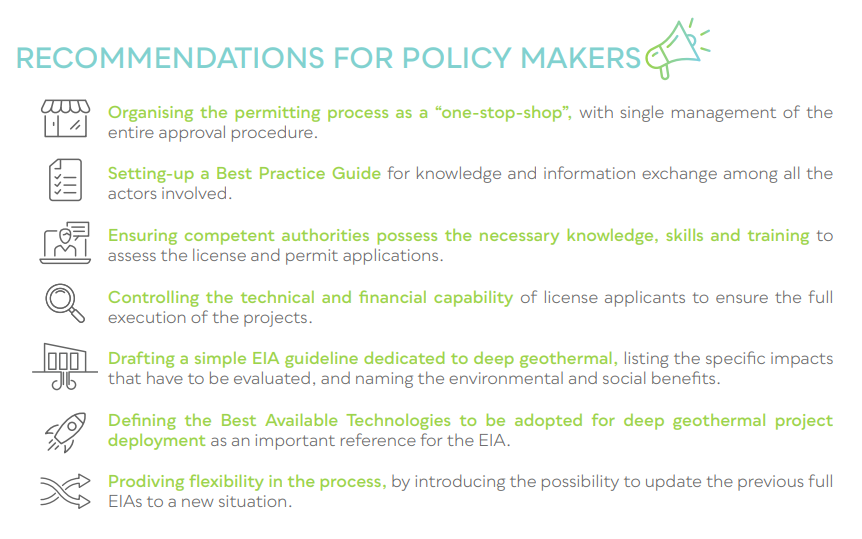 RECOMMENDATIONS FOR POLICY MAKERS
Organising the permitting process as a “one-stop-shop”, with single management of the
entire approval procedure.
Setting-up a Best Practice Guide for knowledge and information exchange among all the
actors involved.
Ensuring competent authorities possess the necessary knowledge, skills and training to
assess the license and permit applications.
Controlling the technical and financial capability of license applicants to ensure the full
execution of the projects.
Drafting a simple EIA guideline dedicated to deep geothermal, listing the specific impacts
that have to be evaluated, and naming the environmental and social benefits.
Defining the Best Available Technologies to be adopted for deep geothermal project
deployment as an important reference for the EIA.
Prodiving flexibility in the process, by introducing the possibility to update the previous full
EIAs to a new situation.